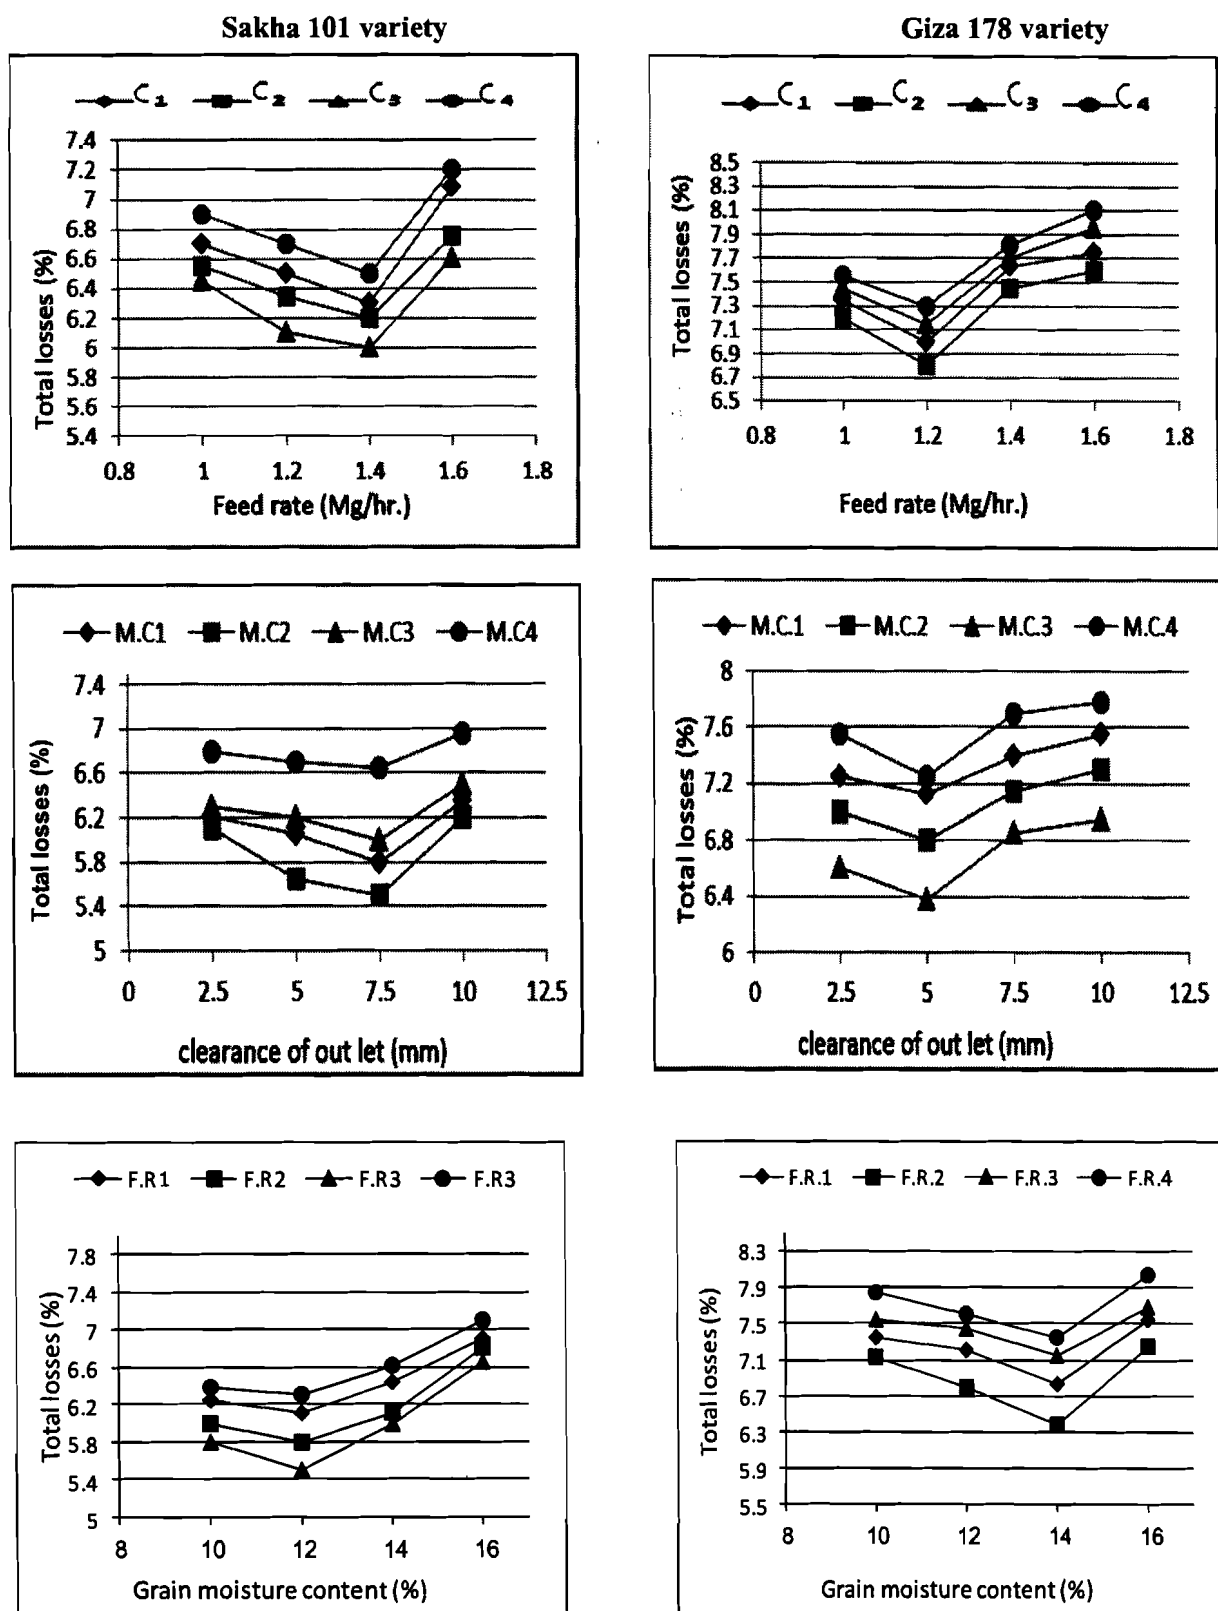 Sakha 101 variety
Giza 178 variety
C1 C2 C3 C4
7.4
7.2
7
6.8
6.6
6.4
6.2
6
5.8
5.6
5.4
Total losses (%)
0.8 1 1.2 1.4 1.6 1.8
Feed rate (Mg/hr.)
C1 C2 C3 C4
8.5
8.3
8.1
7.9
7.7
7.5
7.3
7.1
6.9
6.7
6.5
Total losses (%)
0.8 1 1.2 1.4 1.6 1.8
Feed rate (Mg/hr.)
M.C1 M.C2 M.C3 M.C4
7.4
7
6.6
6.2
5.8
5.4
5
Total losses (%)
0 2.5 5 7.5 10 12.5
clearance of out let (mm)
M.C.1 M.C.2 M.C.3 M.C.4
8
7.6
7.2
6.8
6.4
6
Total losses (%)
0 2.5 5 7.5 10 12.5
clearance of out let (mm)
F.R1 F.R2 F.R3 F.R3
7.8
7.4
7
6.6
6.2
5.8
5.4
5
Total losses (%)
8 10 12 14 16
Grain moisture content (%)
F.R.1 F.R.2 F.R.3 F.R.4
8.3
7.9
7.5
7.1
6.7
6.3
5.9
5.5
Total losses (%)
8 10 12 14 16
Grain moisture content (%)